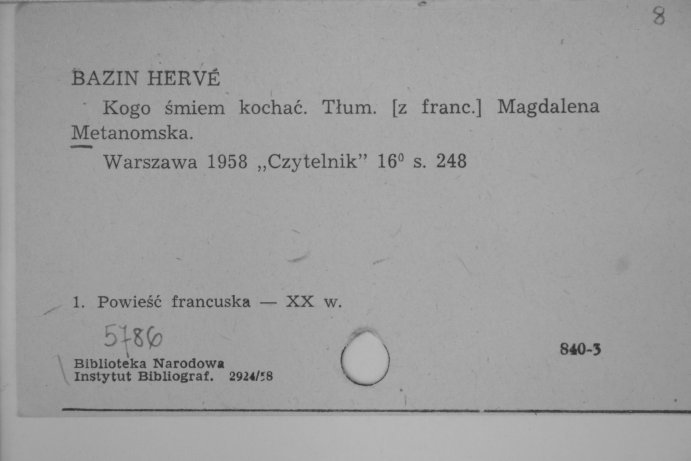 8
BAZIN HERVÉ
Kogo śmiem kochać. Tłum. [z franc.] Magdalena
Metanomska.
Warszawa 1958 „Czytelnik” 16⁰ s. 248
1. Powieść francuska — XX w.
5786
840-3
Biblioteka Narodowa
Instytut Bibliograf. 2924/58